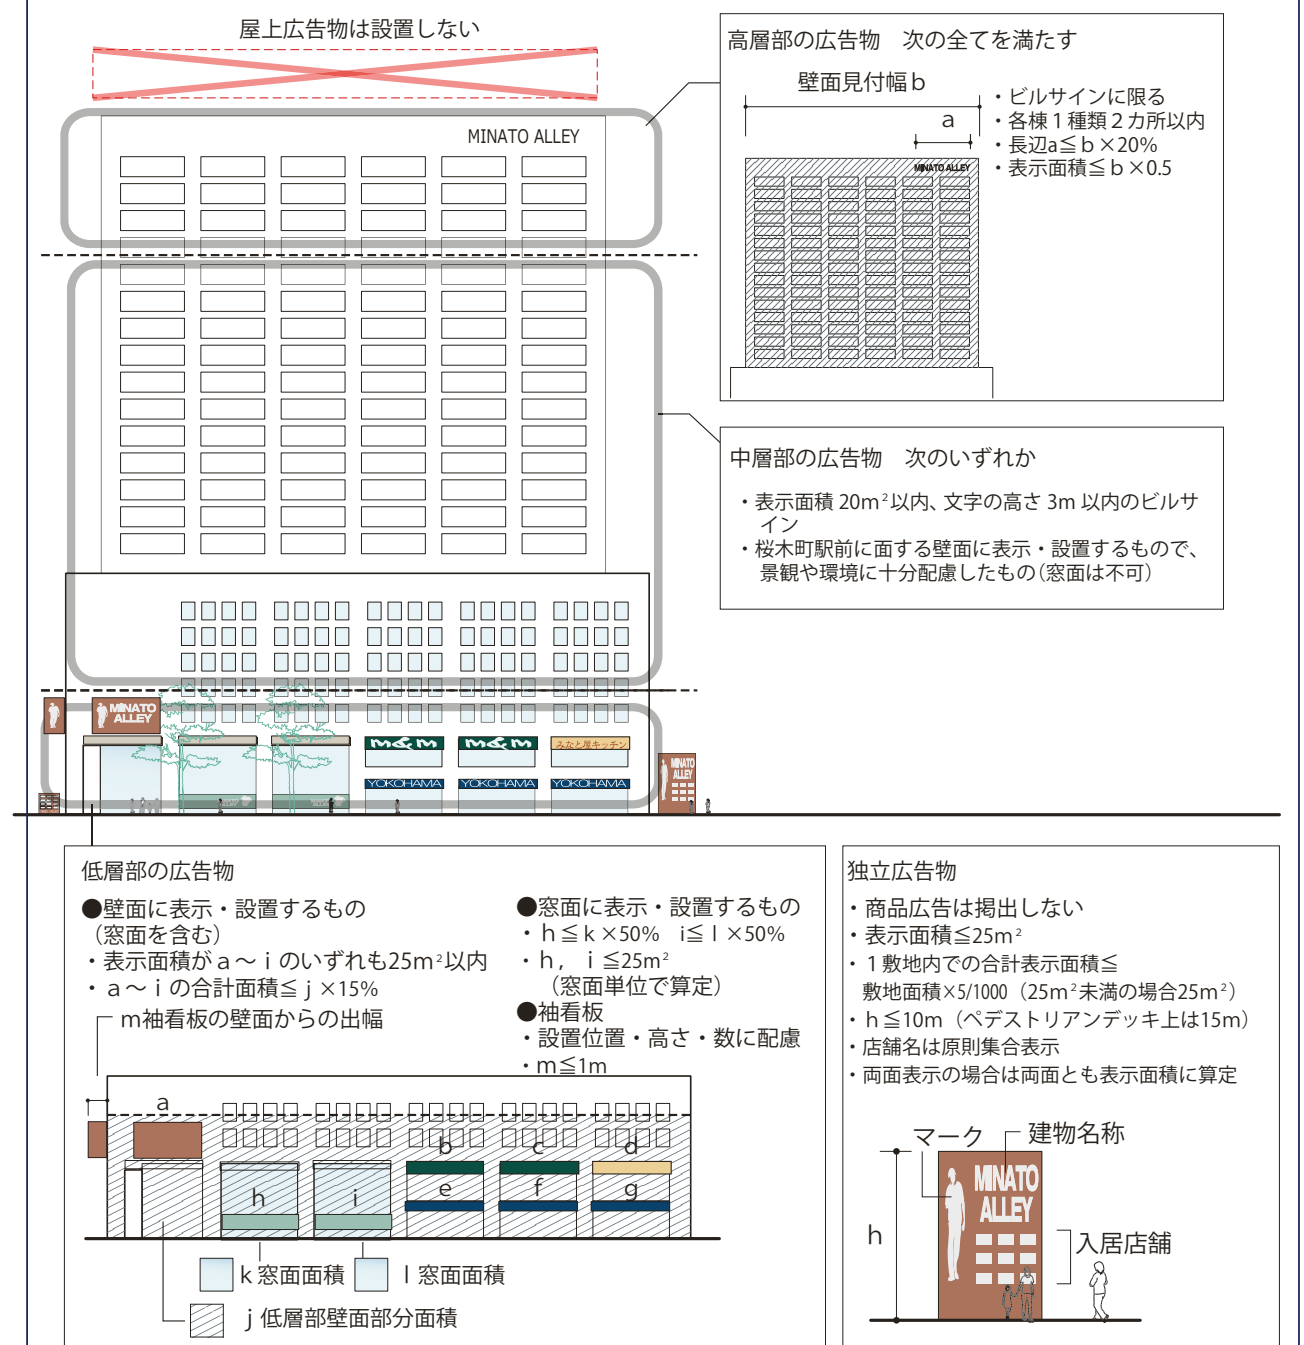 屋上広告物は設置しない
MINATO ALLEY
高層部の広告物　次の全てを満たす
壁面見付幅ｂ
a
MINATO ALLEY
・ビルサインに限る
・各棟１種類２カ所以内
・長辺a≦ｂ×20%
・表示面積≦ｂ×0.5
中層部の広告物　次のいずれか
・表示面積 20m²以内、文字の高さ 3m 以内のビルサ
イン
・桜木町駅前に面する壁面に表示・設置するもので、
景観や環境に十分配慮したもの（窓面は不可）
MINATO
ALLEY
m&m
m&m
みなと屋キッチン
YOKOHAMA
YOKOHAMA
YOKOHAMA
MINATO
ALLEY
低層部の広告物
●壁面に表示・設置するもの
（窓面を含む）
・表示面積がａ～ｉのいずれも25m²以内
・ａ～ｉの合計面積≦ｊ×15%
ｍ袖看板の壁面からの出幅
●窓面に表示・設置するもの
・ｈ≦ｋ×50%　i≦ｌ×50%
・ｈ，ｉ≦25m²
（窓面単位で算定）
●袖看板
・設置位置・高さ・数に配慮
・m≦1m
a
b
c
d
e
f
g
h
i
ｋ窓面面積
ｌ窓面面積
ｊ低層部壁面部分面積
独立広告物
・商品広告は掲出しない
・表示面積≦25m²
・１敷地内での合計表示面積≦
敷地面積×5/1000（25m²未満の場合25m²）
・ｈ≦10m（ペデストリアンデッキ上は15m）
・店舗名は原則集合表示
・両面表示の場合は両面とも表示面積に算定
マーク
建物名称
MINATO
ALLEY
h
入居店舗